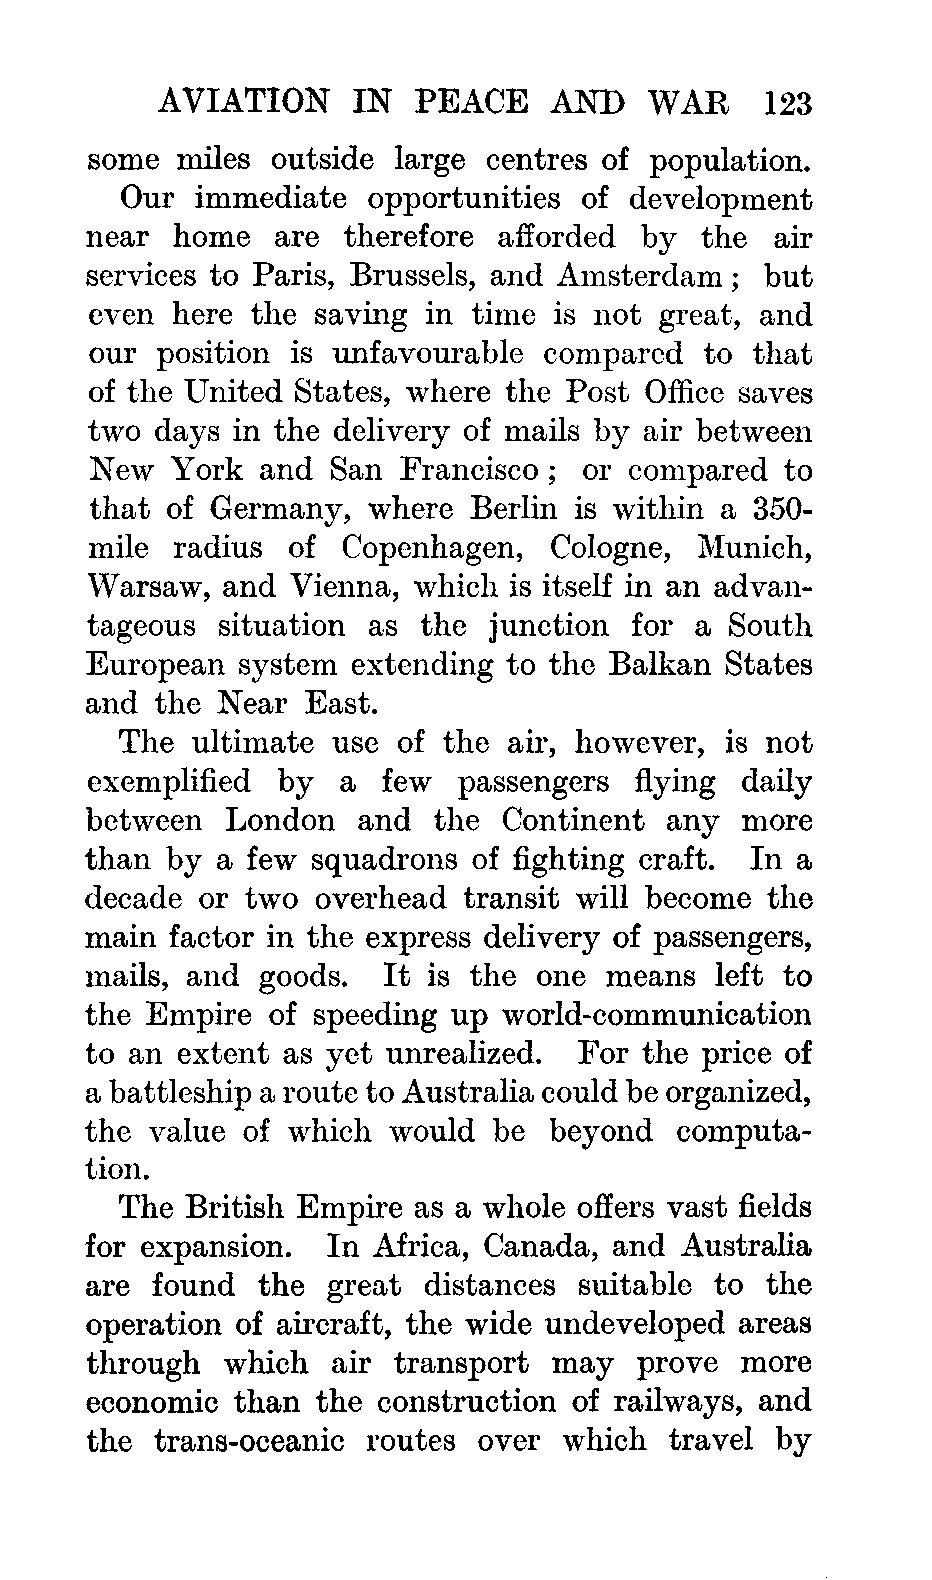 AVIATION IN PEACE AND WAR 123
some miles outside large centres of population.
Our immediate opportunities of development
near home are therefore afforded by the air
services to Paris, Brussels, and Amsterdam ; but
even here the saving in time is not great, and
our position is unfavourable compared to that
of the United States, where the Post Office saves
two days in the delivery of mails by air between
New York and San Francisco ; or compared to
that of Germany, where Berlin is within a 350-
mile radius of Copenhagen, Cologne, Munich,
Warsaw, and Vienna, which is itself in an advan-
tageous situation as the junction for a South
European system extending to the Balkan States
and the Near East.
The ultimate use of the air, however, is not
exemplified by a few passengers flying daily
between London and the Continent any more
than by a few squadrons of fighting craft. In a
decade or two overhead transit will become the
main factor in the express delivery of passengers,
mails, and goods. It is the one means left to
the Empire of speeding up world-communication
to an extent as yet unrealized. For the price of
a battleship a route to Australia could be organized,
the value of which would be beyond computa-
tion.
The British Empire as a whole offers vast fields
for expansion. In Africa, Canada, and Australia
are found the great distances suitable to the
operation of aircraft, the wide undeveloped areas
through which air transport may prove more
economic than the construction of railways, and
the trans-oceanic routes over which travel by